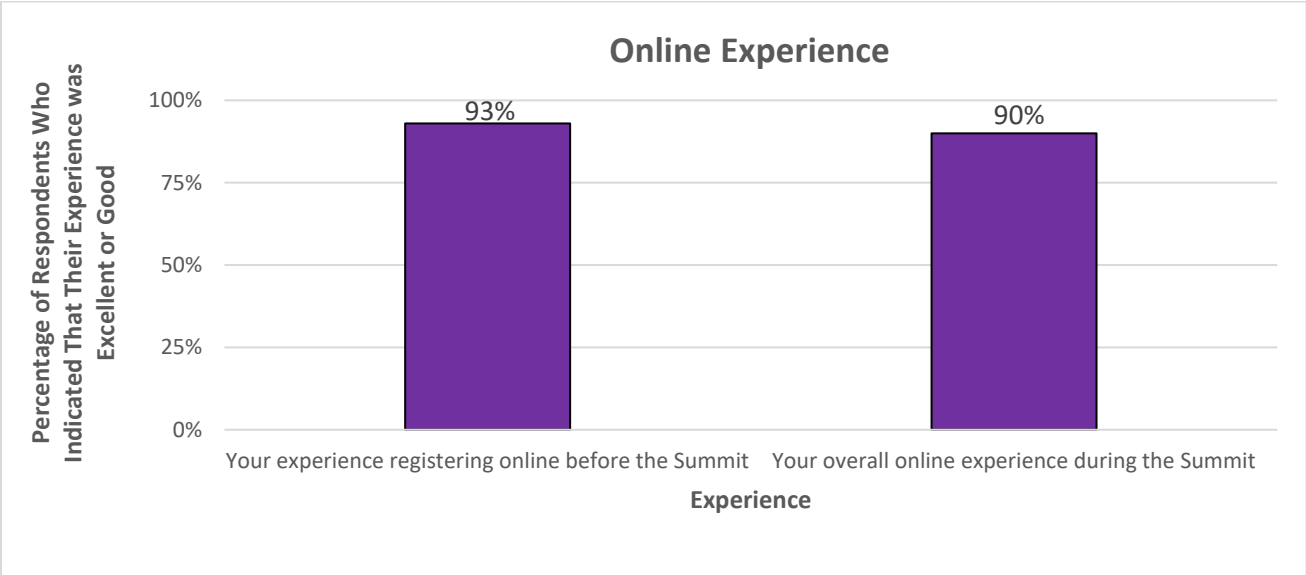 Online Experience
Percentage of Respondents Who
Indicated That Their Experience was
Excellent or Good
100%
75%
50%
25%
0%
93%
90%
Your experience registering online before the Summit
Your overall online experience during the Summit
Experience